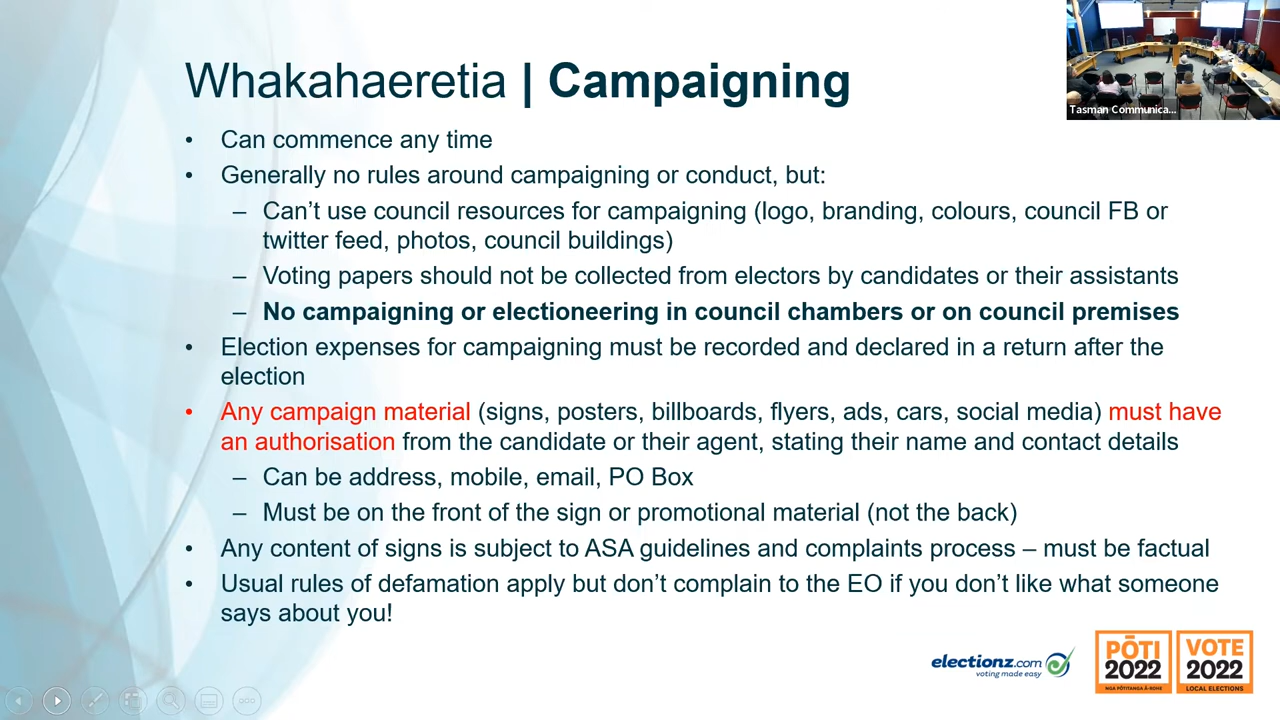 Whakahaeretia | Campaigning
• Can commence any time
• Generally no rules around campaigning or conduct, but:
– Can’t use council resources for campaigning (logo, branding, colours, council FB or
twitter feed, photos, council buildings)
– Voting papers should not be collected from electors by candidates or their assistants
– No campaigning or electioneering in council chambers or on council premises
• Election expenses for campaigning must be recorded and declared in a return after the
election
• Any campaign material (signs, posters, billboards, flyers, ads, cars, social media) must have
an authorisation from the candidate or their agent, stating their name and contact details
– Can be address, mobile, email, PO Box
– Must be on the front of the sign or promotional material (not the back)
• Any content of signs is subject to ASA guidelines and complaints process – must be factual
• Usual rules of defamation apply but don’t complain to the EO if you don’t like what someone
says about you!
Tasman Communica...
electionz.com
voting made easy
PŌTI
2022
NGA PŌTITANGA Ā-ROHE
VOTE
2022
LOCAL ELECTIONS